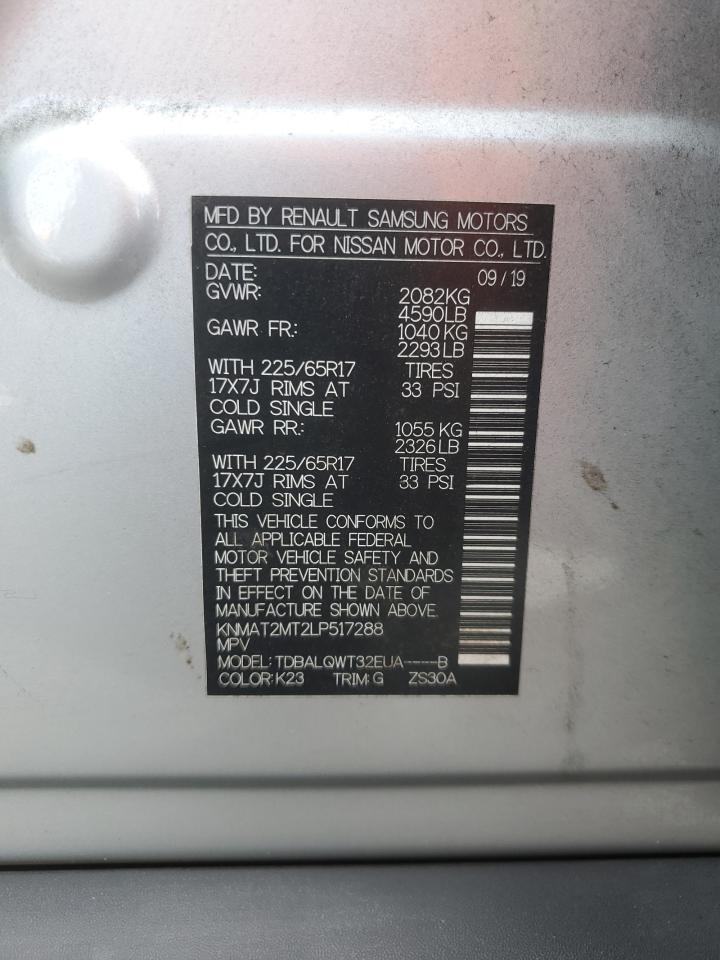 MFD BY RENAULT SAMSUNG MOTORS
CO., LTD. FOR NISSAN MOTOR CO., LTD.
DATE: 09/19
GVWR: 2082KG
4590LB
GAWR FR: 1040KG
2293LB
WITH 225/65R17 TIRES
17X7J RIMS AT 33 PSI
COLD SINGLE
GAWR RR: 1055KG
2326LB
WITH 225/65R17 TIRES
17X7J RIMS AT 33 PSI
COLD SINGLE
THIS VEHICLE CONFORMS TO
ALL APPLICABLE FEDERAL
MOTOR VEHICLE SAFETY AND
THEFT PREVENTION STANDARDS
IN EFFECT ON THE DATE OF
MANUFACTURE SHOWN ABOVE.
KNMAT2MT2LP517288
MPV
MODEL: TDBALQWT32EUA----B
COLOR:K23 TRIM:G ZS30A